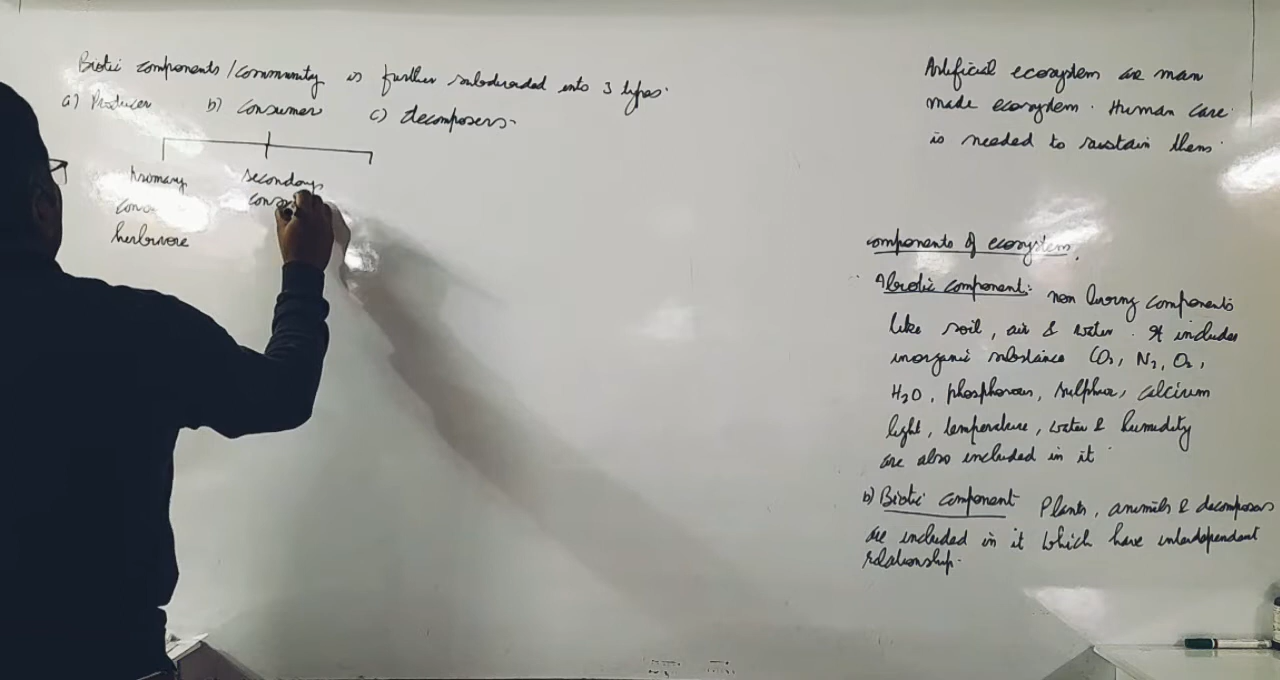 Biotic components / community is further subdivided into 3 types.
a) Producer b) consumer c) decomposers.
primary secondary
herbivore
Artificial ecosystem are man
made ecosystem. Human care
is needed to sustain them.
components of ecosystem.
Abiotic component: non living components
like soil, air & water. It includes
inorganic substance CO2, N2, O2,
H2O, phosphorous, sulphur, calcium
light, temperature, water & humidity
are also included in it
b) Biotic component Plants, animals & decomposers
are included in it which have interdependent
relationship.